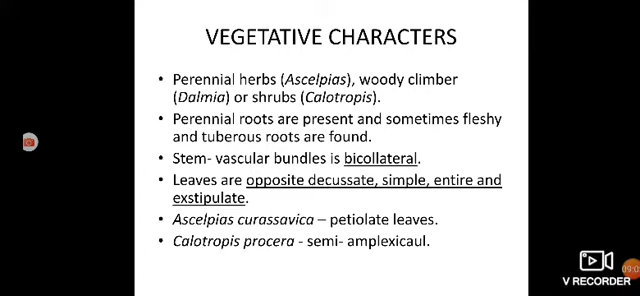 VEGETATIVE CHARACTERS
• Perennial herbs (Ascelpias), woody climber
(Dalmia) or shrubs (Calotropis).
• Perennial roots are present and sometimes fleshy
and tuberous roots are found.
• Stem- vascular bundles is bicollateral.
• Leaves are opposite decussate, simple, entire and
exstipulate.
• Ascelpias curassavica – petiolate leaves.
• Calotropis procera - semi- amplexicaul.
V RECORDER